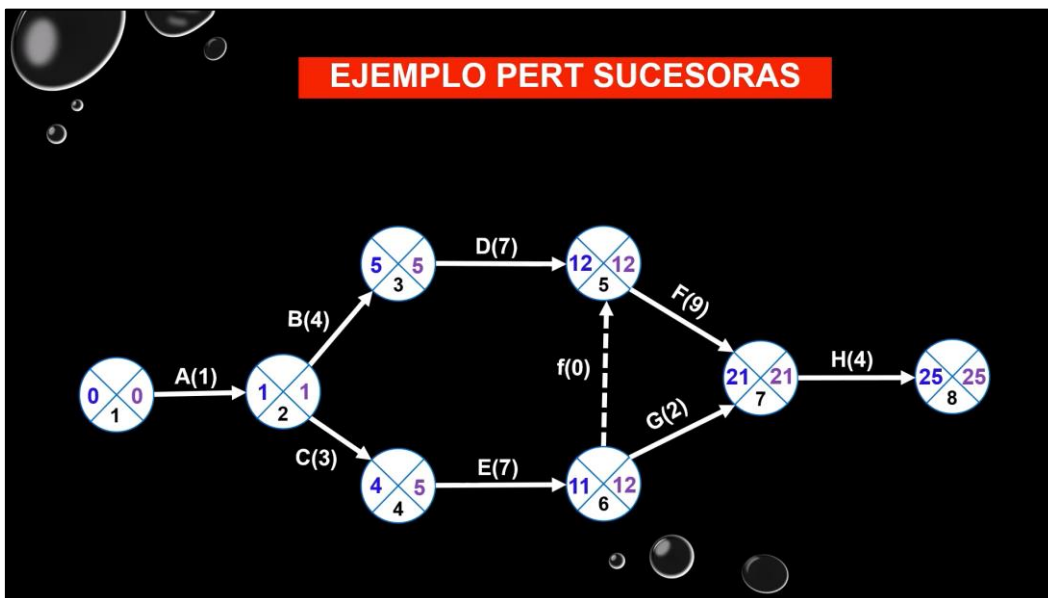 EJEMPLO PERT SUCESORAS
D(7)
5 5
3
12 12
5
B(4)
F(9)
A(1)
f(0)
H(4)
0 0
1
1 1
2
21 21
7
25 25
8
C(3)
G(2)
E(7)
4 5
4
11 12
6